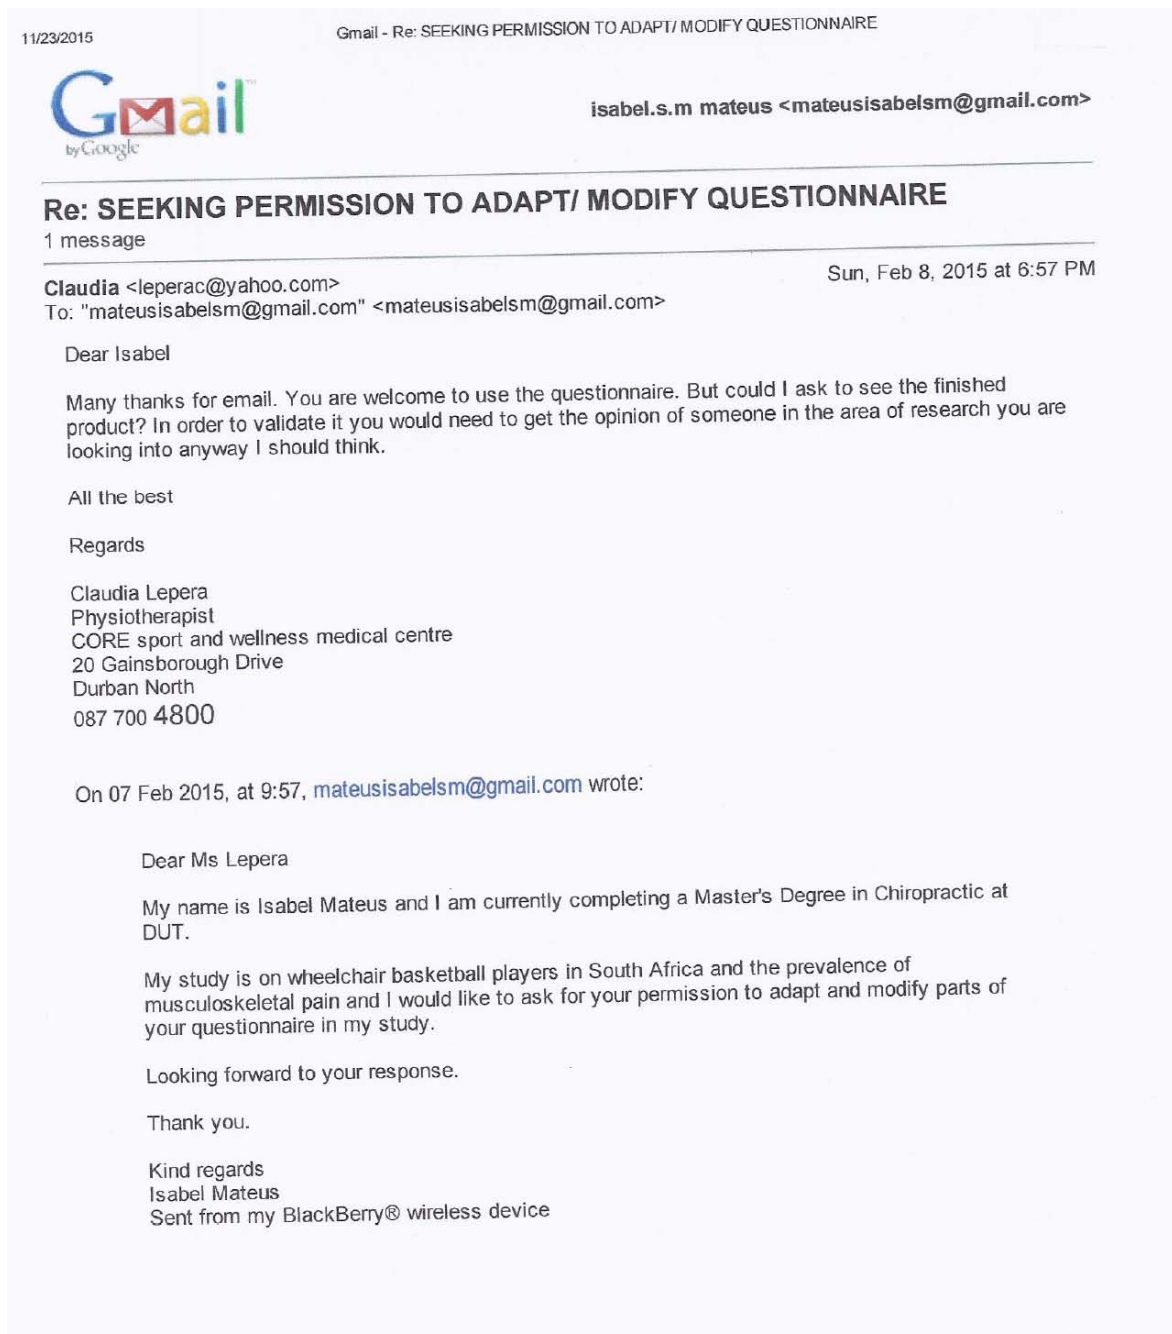 11/23/2015
Gmail - Re: SEEKING PERMISSION TO ADAPT/ MODIFY QUESTIONNAIRE
Gmail™
by Google
isabel.s.m mateus <mateusisabelsm@gmail.com>
Re: SEEKING PERMISSION TO ADAPT/ MODIFY QUESTIONNAIRE
1 message
Claudia <leperac@yahoo.com>
Sun, Feb 8, 2015 at 6:57 PM
To: "mateusisabelsm@gmail.com" <mateusisabelsm@gmail.com>
Dear Isabel
Many thanks for email. You are welcome to use the questionnaire. But could I ask to see the finished
product? In order to validate it you would need to get the opinion of someone in the area of research you are
looking into anyway I should think.
All the best
Regards
Claudia Lepera
Physiotherapist
CORE sport and wellness medical centre
20 Gainsborough Drive
Durban North
087 700 4800
On 07 Feb 2015, at 9:57, mateusisabelsm@gmail.com wrote:
Dear Ms Lepera
My name is Isabel Mateus and I am currently completing a Master's Degree in Chiropractic at
DUT.
My study is on wheelchair basketball players in South Africa and the prevalence of
musculoskeletal pain and I would like to ask for your permission to adapt and modify parts of
your questionnaire in my study.
Looking forward to your response.
Thank you.
Kind regards
Isabel Mateus
Sent from my BlackBerry® wireless device